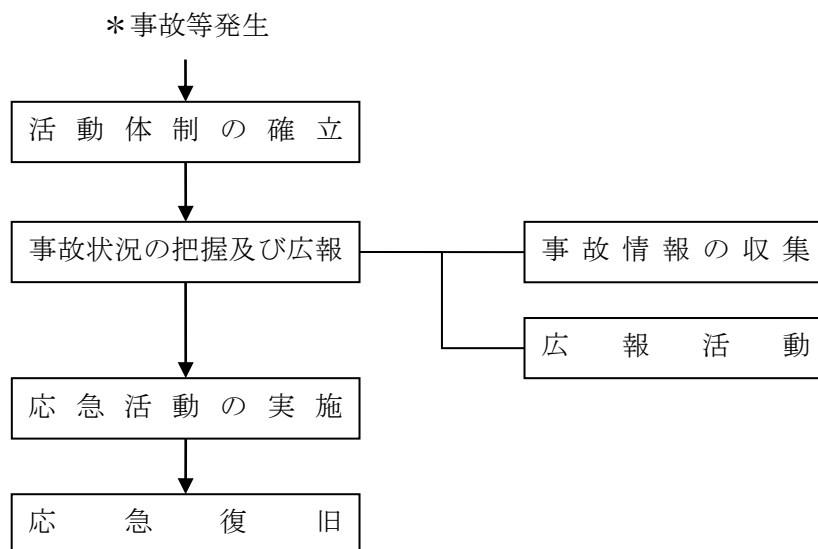 ＊事故等発生
活動体制の確立
事故状況の把握及び広報
事故情報の収集
広報活動
応急活動の実施
応急復旧